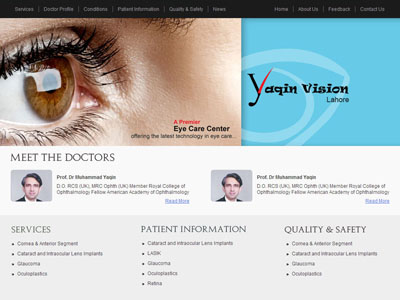 Services | Doctor Profile | Conditions | Patient Information | Quality & Safety | News
Home | About Us | Feedback | Contact Us
Yaqin Vision
Lahore
A Premier
Eye Care Center
offering the latest technology in eye care...
MEET THE DOCTORS
Prof. Dr Muhammad Yaqin
D.O. RCS (UK), MRC Ophth (UK) Member Royal College of
Ophthalmology Fellow American Academy of Ophthalmology
Read More
Prof. Dr Muhammad Yaqin
D.O. RCS (UK), MRC Ophth (UK) Member Royal College of
Ophthalmology Fellow American Academy of Ophthalmology
Read More
SERVICES
Cornea & Anterior Segment
Cataract and intraocular Lens Implants
Glaucoma
Oculoplastics
PATIENT INFORMATION
Cataract and intraocular Lens Implants
LASIK
Glaucoma
Oculoplastics
Retina
QUALITY & SAFETY
Cornea & Anterior Segment
Cataract and intraocular Lens Implants
Glaucoma
Oculoplastics